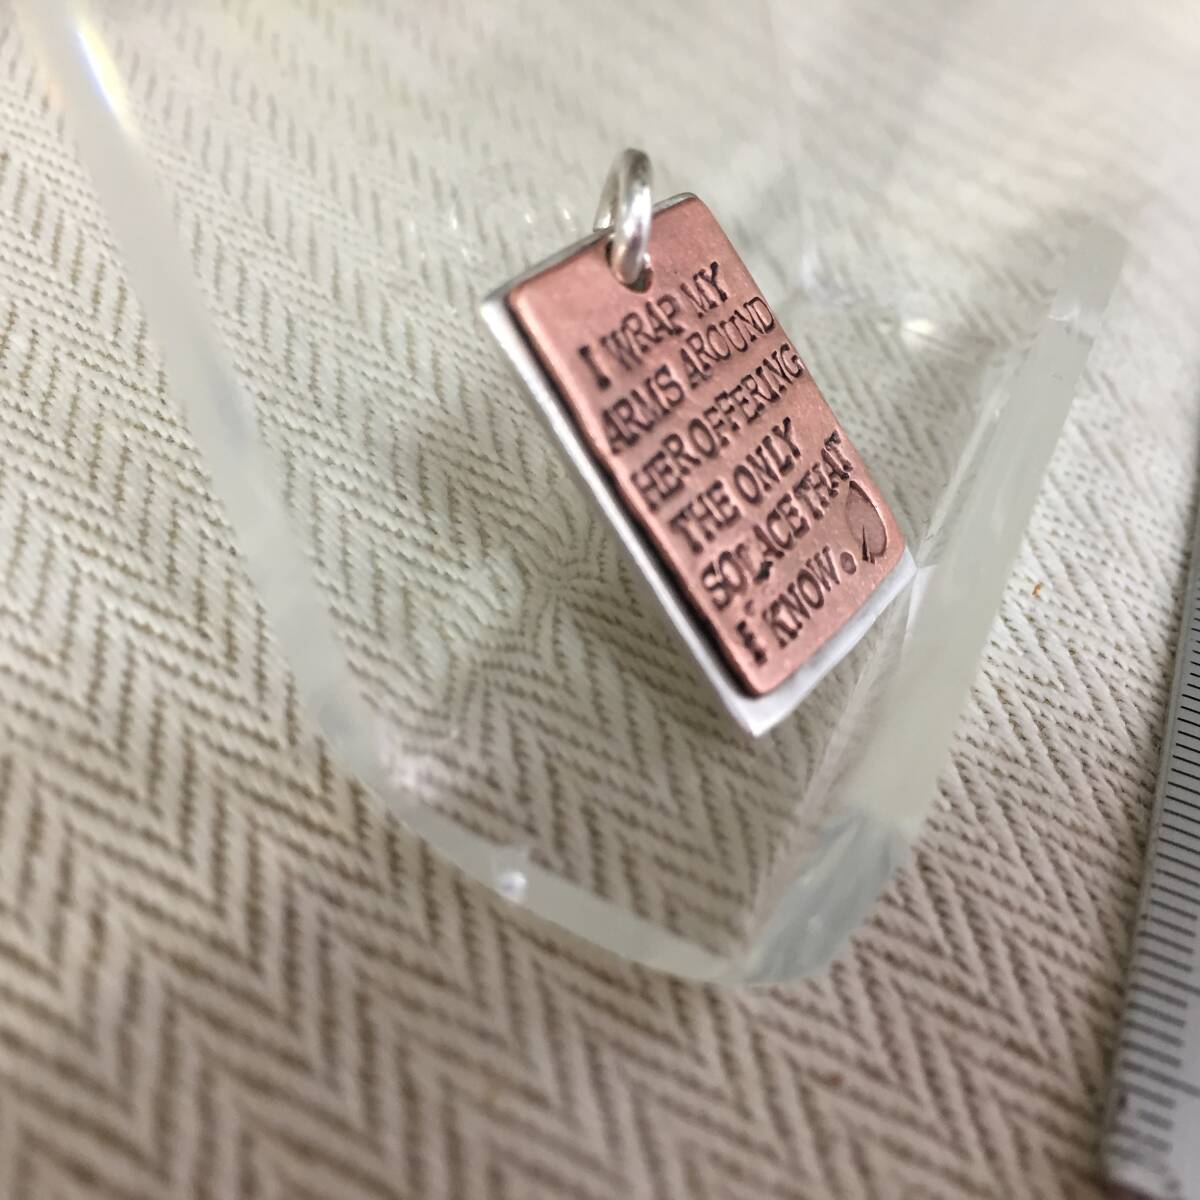 I WRAP MY
ARMS AROUND
HER OFFERING
THE ONLY
SOLACE THAT
I KNOW.